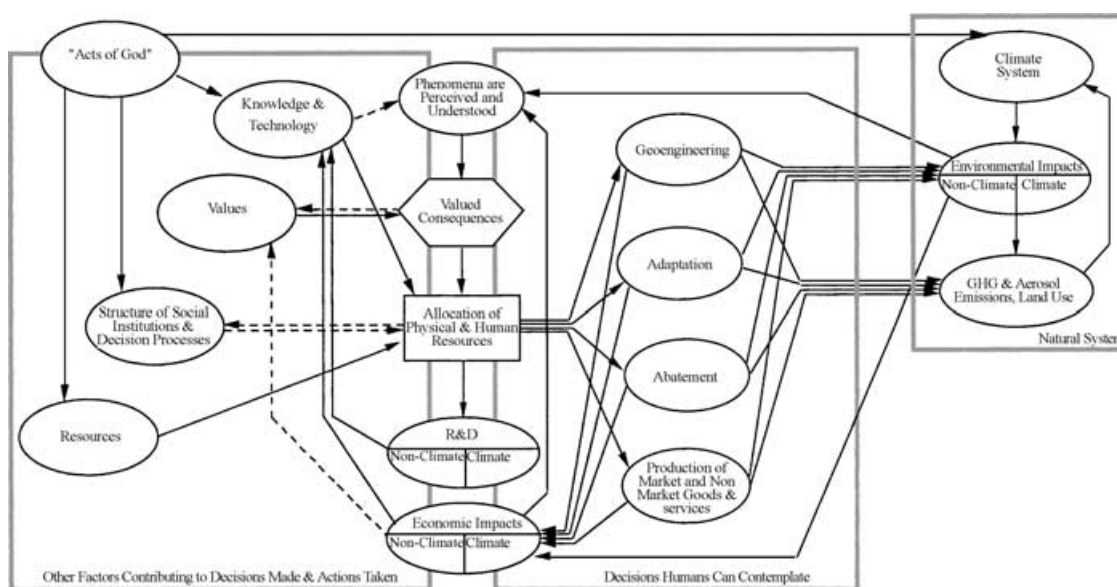 "Acts of God"
Knowledge &
Technology
Phenomena are
Perceived and
Understood
Climate
System
Geoengineering
Environmental Impacts
Non-Climate Climate
Values
Valued
Consequences
Adaptation
GHG & Aerosol
Emissions, Land Use
Structure of Social
Institutions &
Decision Processes
Allocation of
Physical & Human
Resources
Natural System
Abatement
Resources
R&D
Non-Climate Climate
Production of
Market and Non
Market Goods &
services
Economic Impacts
Non-Climate Climate
Other Factors Contributing to Decisions Made & Actions Taken
Decisions Humans Can Contemplate